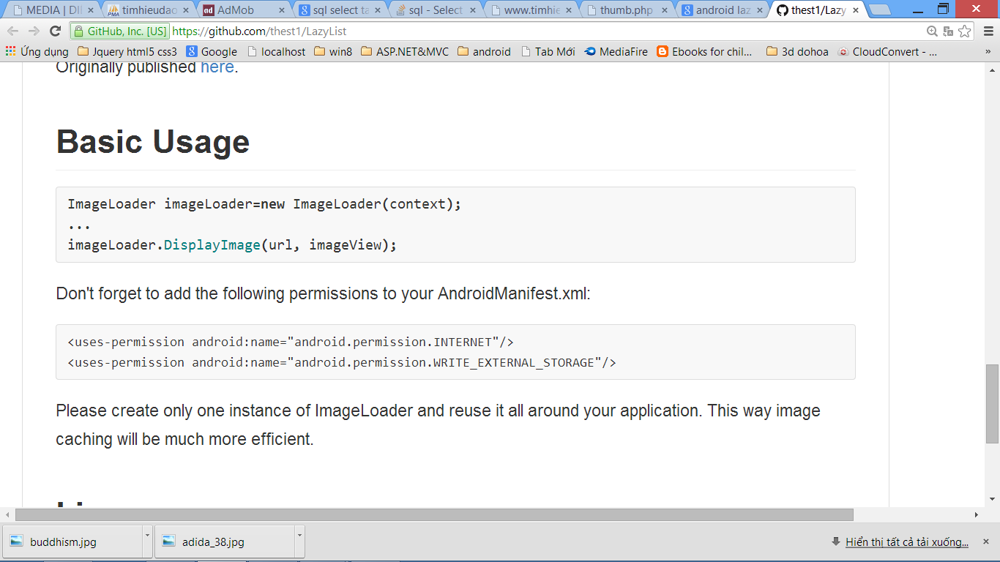 MEDIA | DI
timhieudao
AdMob
sql select ta
sql - Select
www.timhie
thumb.php
android laz
thest1/Lazy
GitHub, Inc. [US] https://github.com/thest1/LazyList
Ứng dụng Jquery html5 css3 Google localhost win8 ASP.NET&MVC android Tab Mới MediaFire Ebooks for chil... 3d dohoa CloudConvert - ... »
Originally published here.
Basic Usage
ImageLoader imageLoader=new ImageLoader(context);
...
imageLoader.DisplayImage(url, imageView);
Don't forget to add the following permissions to your AndroidManifest.xml:
<uses-permission android:name="android.permission.INTERNET"/>
<uses-permission android:name="android.permission.WRITE_EXTERNAL_STORAGE"/>
Please create only one instance of ImageLoader and reuse it all around your application. This way image
caching will be much more efficient.
buddhism.jpg
adida_38.jpg
Hiển thị tất cả tải xuống...